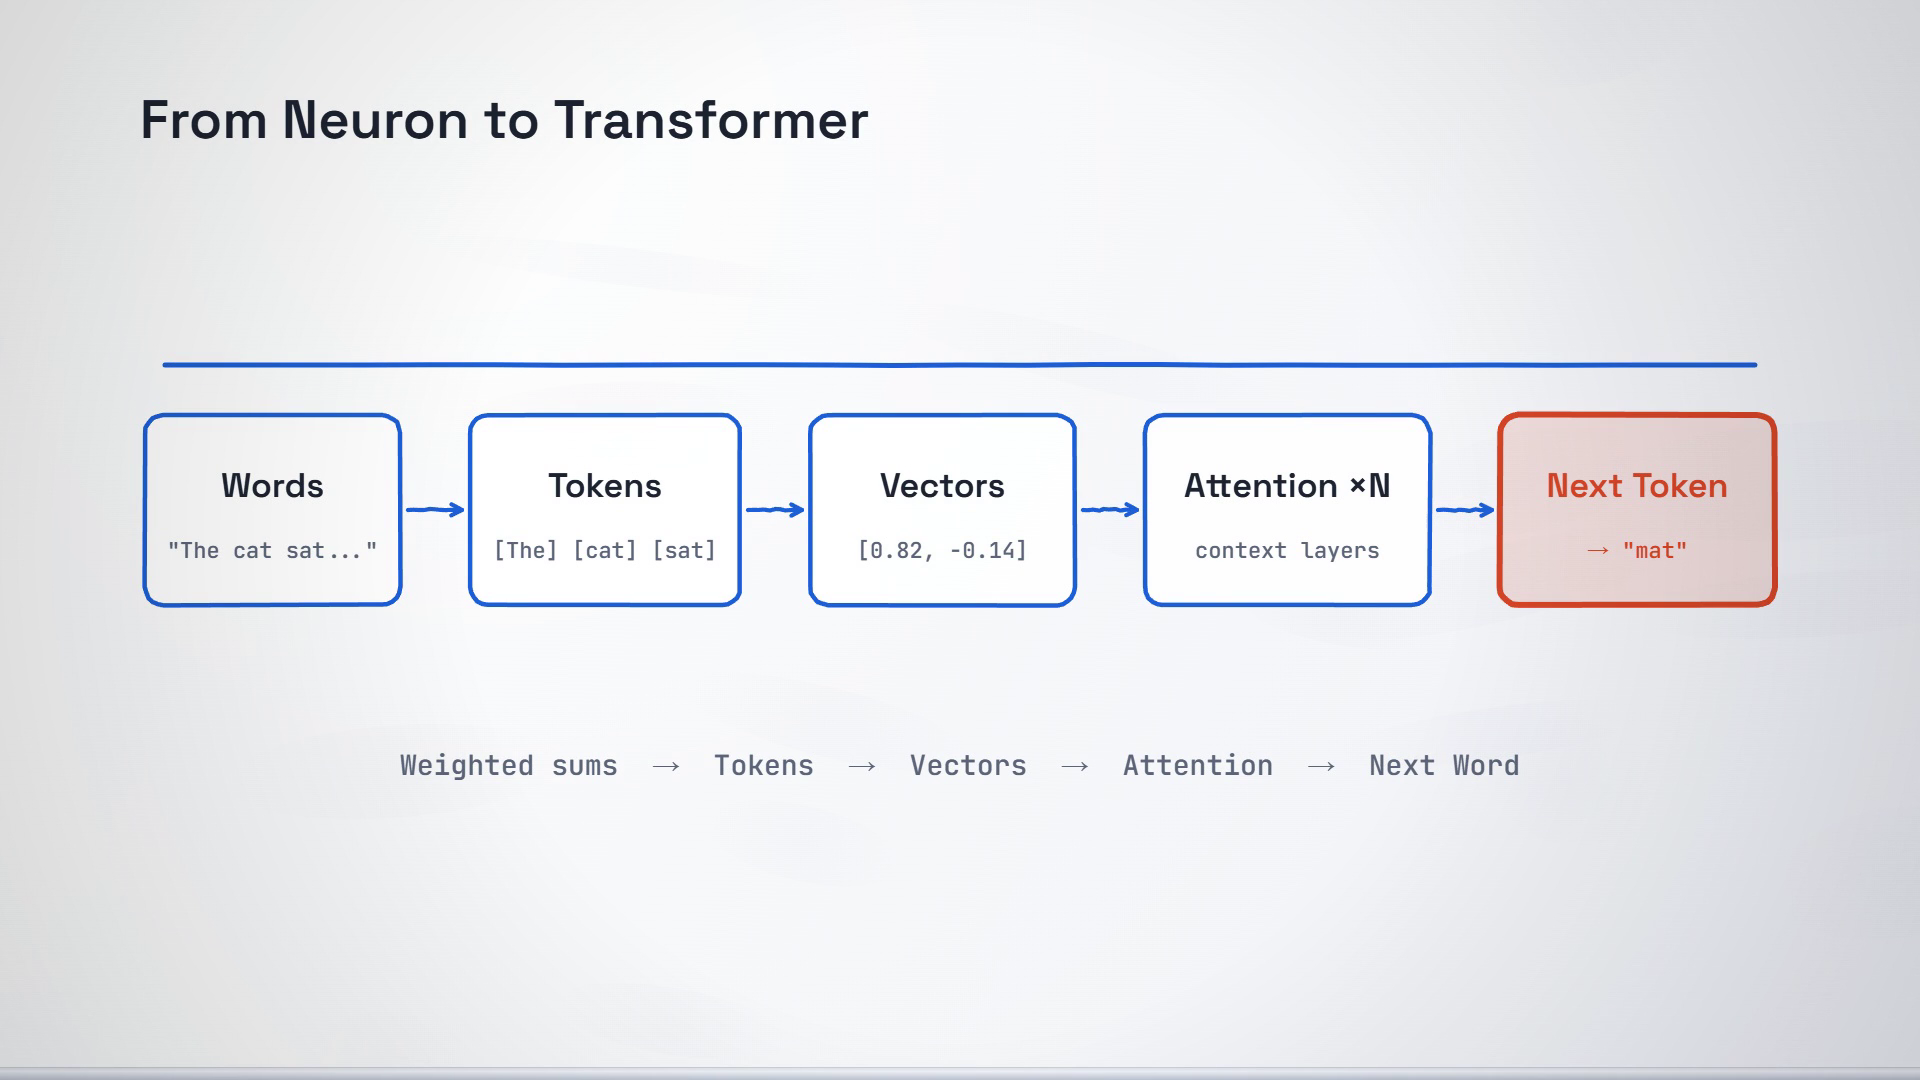 From Neuron to Transformer
Words
"The cat sat..."
Tokens
[The] [cat] [sat]
Vectors
[0.82, -0.14]
Attention ×N
context layers
Next Token
→ "mat"
Weighted sums → Tokens → Vectors → Attention → Next Word